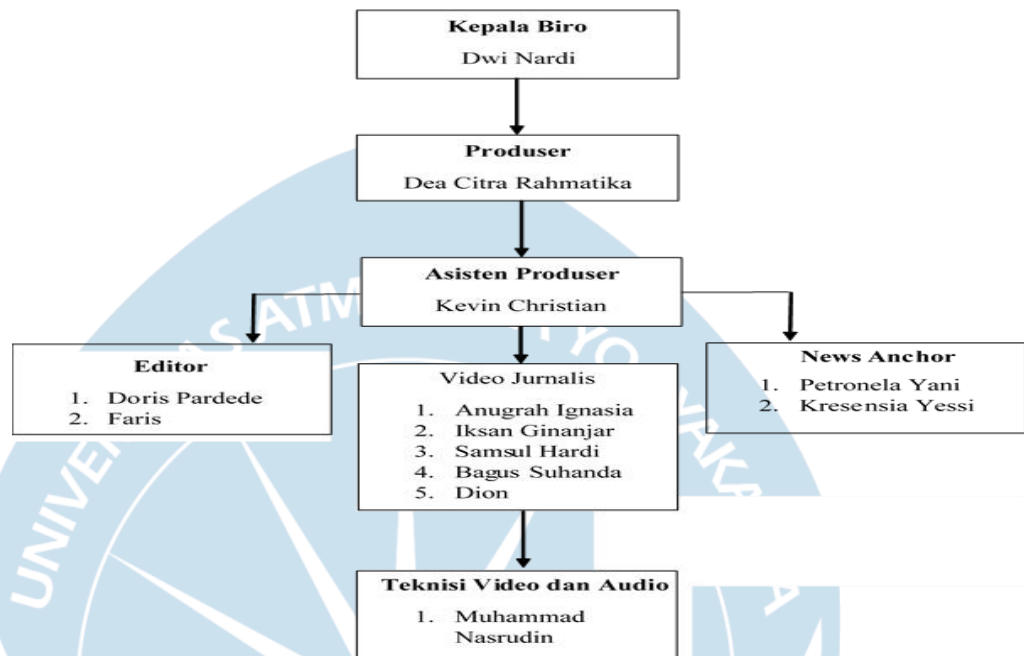 Kepala Biro
Dwi Nardi
Produser
Dea Citra Rahmatika
Asisten Produser
Kevin Christian
Editor
1. Doris Pardede
2. Faris
Video Jurnalis
1. Anugrah Ignasia
2. Iksan Ginanjar
3. Samsul Hardi
4. Bagus Suhanda
5. Dion
News Anchor
1. Petronela Yani
2. Kresensia Yessi
Teknisi Video dan Audio
1. Muhammad
Nasrudin